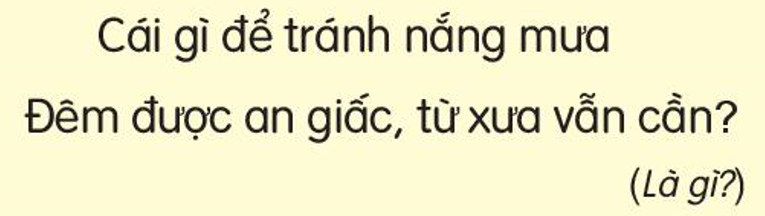 Cái gì để tránh nắng mưa
Đêm được an giấc, từ xưa vẫn cần?
(Là gì?)